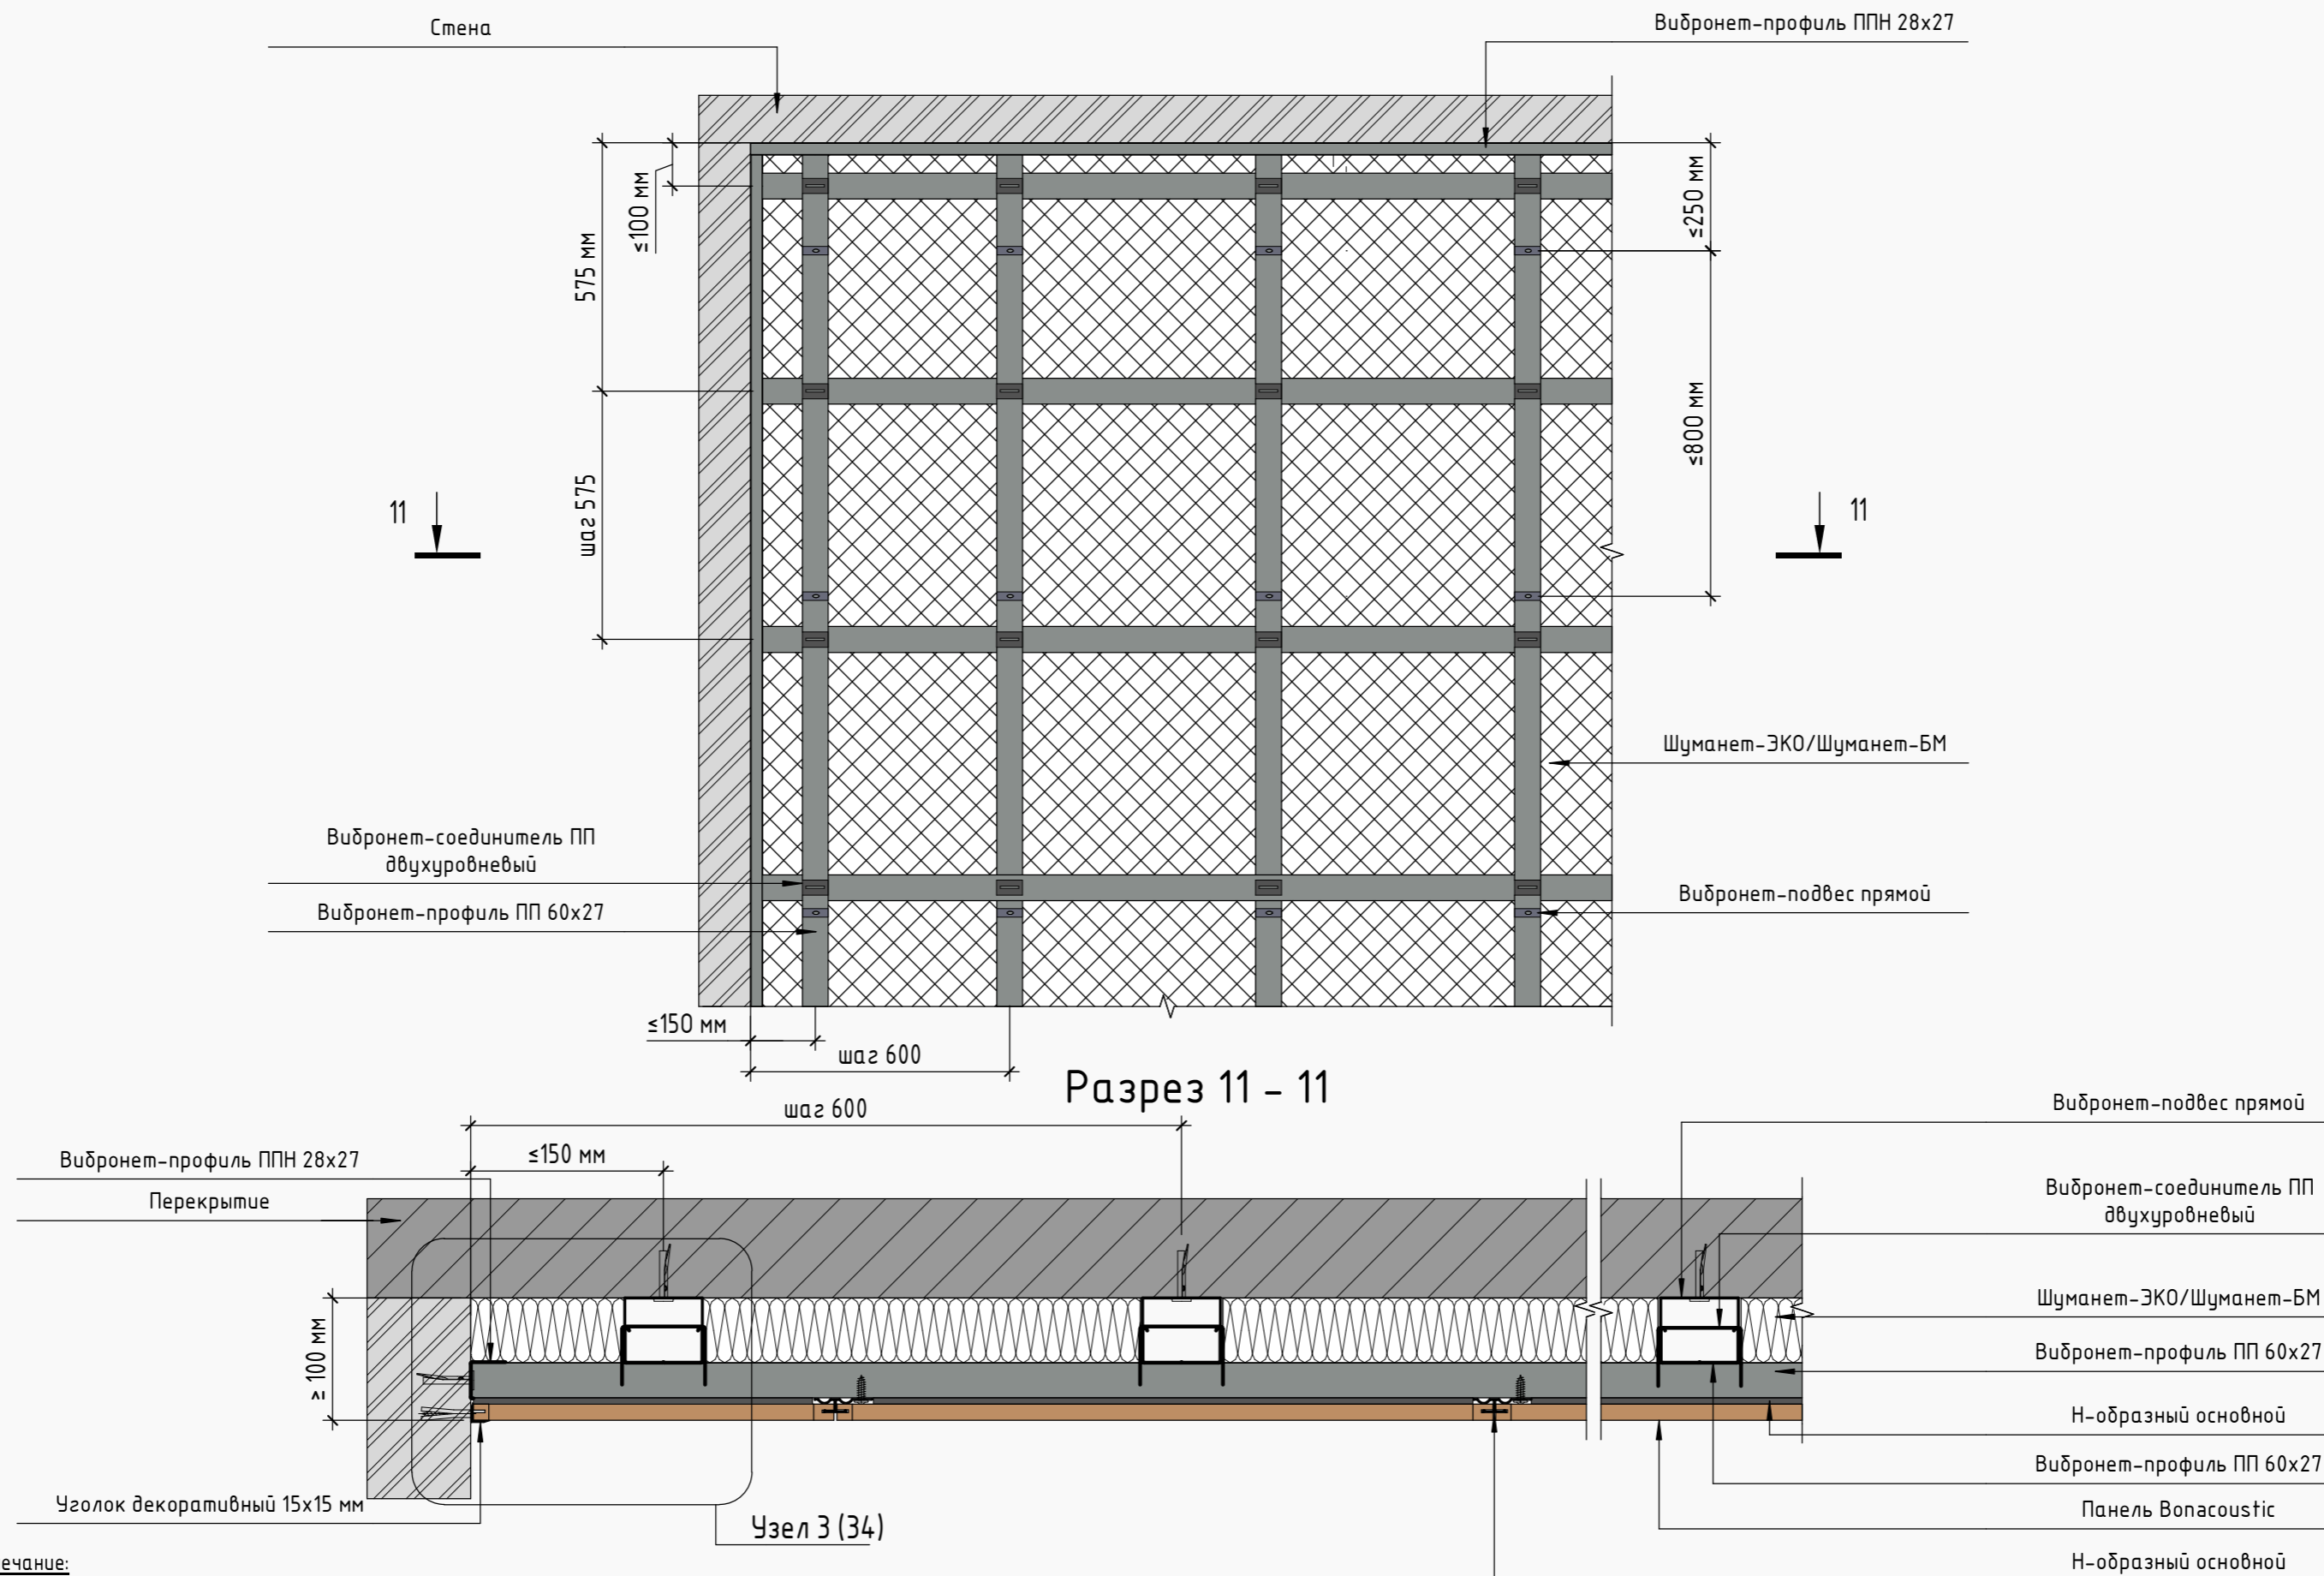 Стена
Вибронет-профиль ППН 28х27
≤100 мм
575 мм
≤250 мм
≤800 мм
шаг 575
11
11
Шуманет-ЭКО/Шуманет-БМ
Вибронет-соединитель ПП
двухуровневый
Вибронет-профиль ПП 60х27
Вибронет-подвес прямой
≤150 мм
шаг 600
Разрез 11 – 11
шаг 600
≤150 мм
Вибронет-профиль ППН 28х27
Перекрытие
Вибронет-подвес прямой
Вибронет-соединитель ПП
двухуровневый
Шуманет-ЭКО/Шуманет-БМ
Вибронет-профиль ПП 60х27
≥ 100 мм
Н-образный основной
Вибронет-профиль ПП 60х27
Уголок декоративный 15х15 мм
Панель Bonacoustic
Узел 3 (34)
ечание:
Н-образный основной